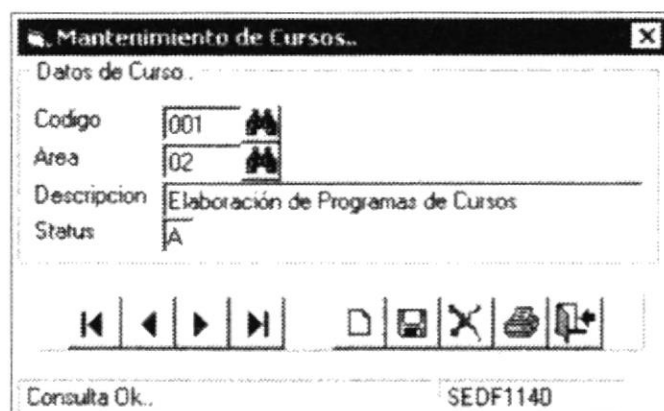 Mantenimiento de Cursos..
Datos de Curso..
Codigo 001
Area 02
Descripcion Elaboración de Programas de Cursos
Status A
Consulta Ok.. SEDF1140